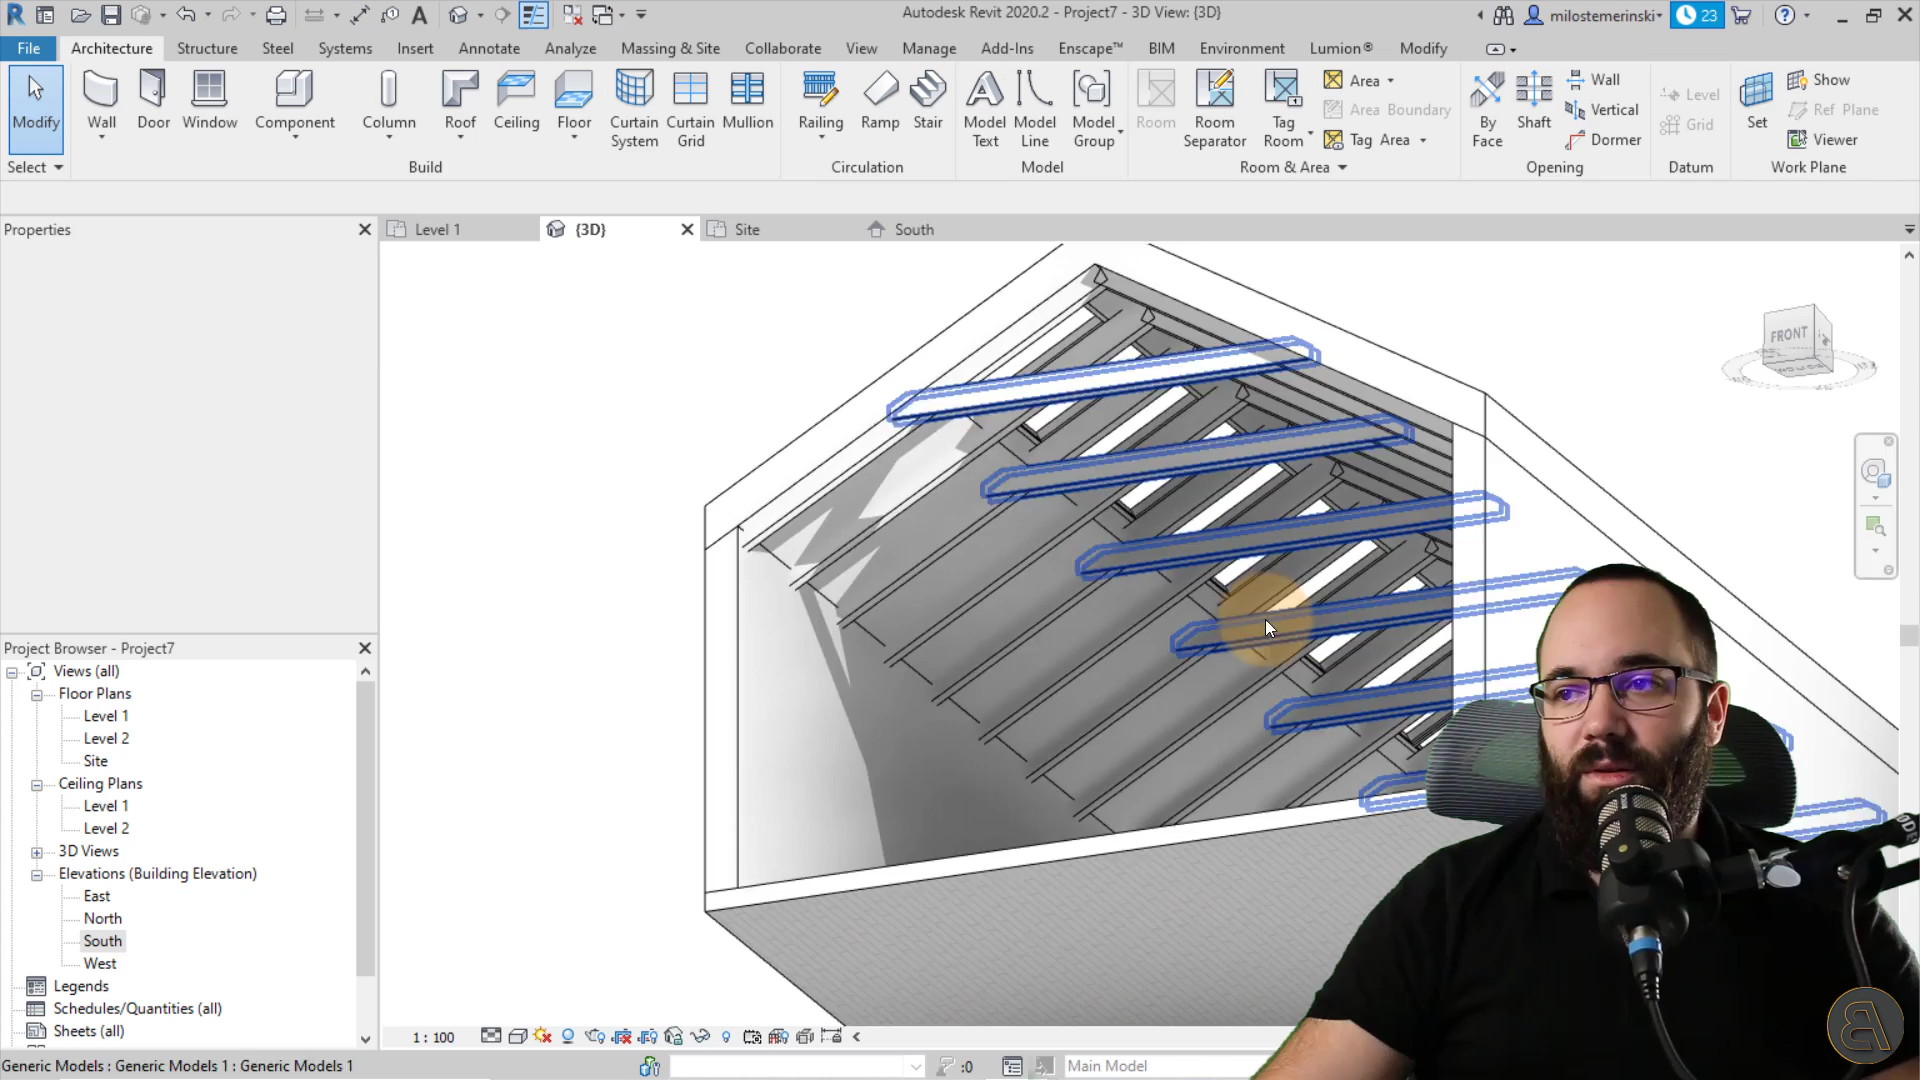 Autodesk Revit 2020.2 - Project7 - 3D View: {3D}
milostemerinski
23
File Architecture Structure Steel Systems Insert Annotate Analyze Massing & Site Collaborate View Manage Add-Ins Enscape™ BIM Environment Lumion® Modify
Modify
Wall
Door
Window
Component
Column
Roof
Ceiling
Floor
Curtain System
Curtain Grid
Mullion
Railing
Ramp
Stair
Model Text
Model Line
Model Group
Room
Room Separator
Tag Room
Area
Area Boundary
Tag Area
By Face
Shaft
Wall
Vertical
Dormer
Level
Grid
Set
Show
Ref Plane
Viewer
Select
Build
Circulation
Model
Room & Area
Opening
Datum
Work Plane
Properties
Level 1
{3D}
Site
South
FRONT
Project Browser - Project7
Views (all)
Floor Plans
Level 1
Level 2
Site
Ceiling Plans
Level 1
Level 2
3D Views
Elevations (Building Elevation)
East
North
South
West
Legends
Schedules/Quantities (all)
Sheets (all)
1 : 100
Generic Models : Generic Models 1 : Generic Models 1
:0
Main Model